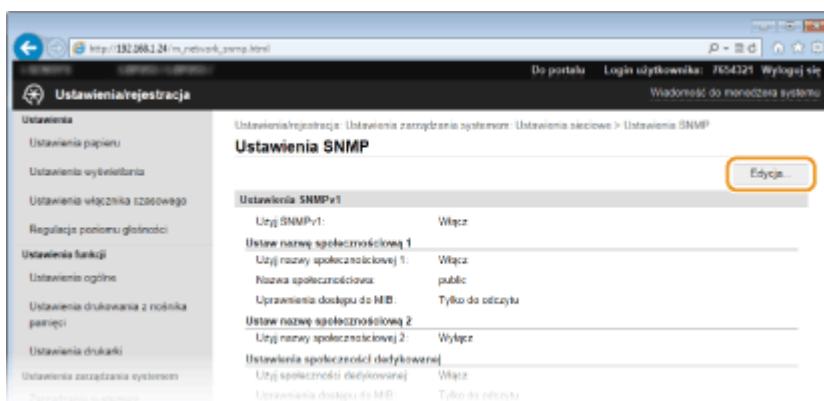 http://192.168.1.24/m_network_snmp.html
Do portalu Login użytkownika: 7654321 Wyloguj się
Ustawienia/rejestracja
Wiadomość do menedżera systemu
Ustawienia
Ustawienia papieru
Ustawienia wyświetlania
Ustawienia włącznika czasowego
Regulacja poziomu głośności
Ustawienia funkcji
Ustawienia ogólne
Ustawienia drukowania z nośnika
pamięci
Ustawienia drukarki
Ustawienia zarządzania systemem
Zarządzanie systemem
Ustawienia/rejestracja: Ustawienia zarządzania systemem: Ustawienia sieciowe > Ustawienia SNMP
Ustawienia SNMP
Edycja...
Ustawienia SNMPv1
Użyj SNMPv1: Włącz
Ustaw nazwę społecznościową 1
Użyj nazwy społecznościowej 1: Włącz
Nazwa społecznościowa: public
Uprawnienia dostępu do MIB: Tylko do odczytu
Ustaw nazwę społecznościową 2
Użyj nazwy społecznościowej 2: Wyłącz
Ustawienia społeczności dedykowanej
Użyj społeczności dedykowanej Włącz
Uprawnienia dostępu do MIB: Tylko do odczytu